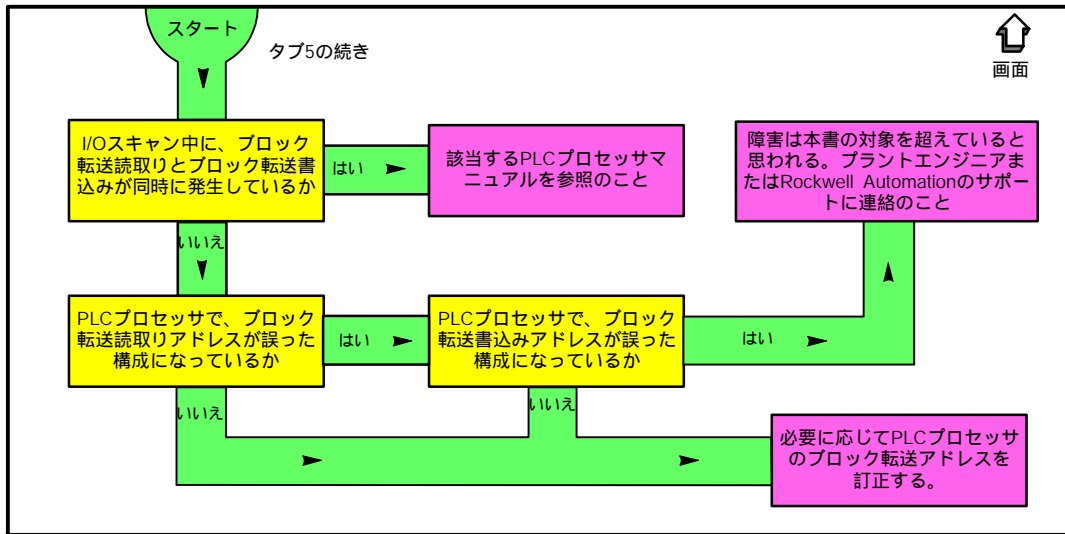 スタート
タブ5の続き
画面
I/Oスキャン中に、ブロック
転送読取りとブロック転送書
込みが同時に発生しているか
はい
該当するPLCプロセッサマ
ニュアルを参照のこと
障害は本書の対象を超えていると
思われる。プラントエンジニアま
たはRockwell Automationのサポー
トに連絡のこと
いいえ
PLCプロセッサで、ブロック
転送読取りアドレスが誤った
構成になっているか
はい
PLCプロセッサで、ブロック
転送書込みアドレスが誤った
構成になっているか
はい
いいえ
いいえ
必要に応じてPLCプロセッサ
のブロック転送アドレスを
訂正する。